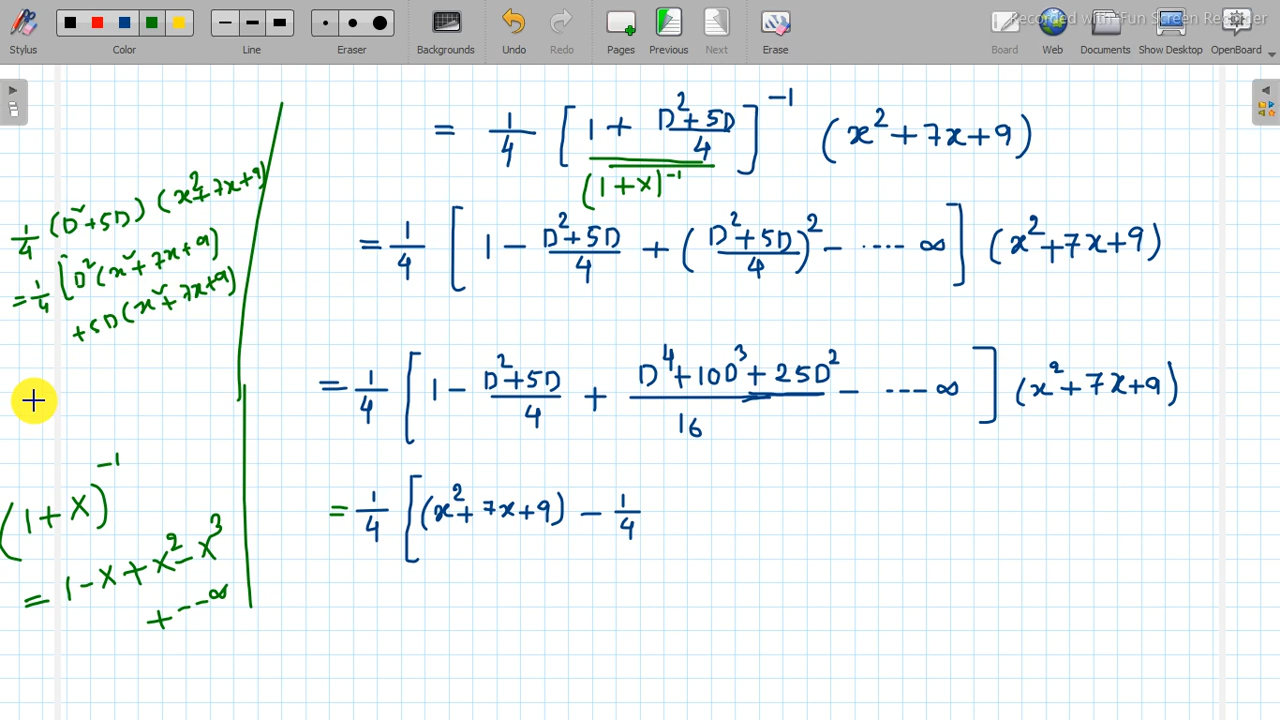 Recorded with Fun Screen Recorder
Stylus Color Line Eraser Backgrounds Undo Redo Pages Previous Next Erase Board Web Documents Show Desktop OpenBoard
= 1/4 [1 + (D²+5D)/4]⁻¹ (x²+7x+9)
(1+X)⁻¹
= 1/4 [1 - (D²+5D)/4 + ((D²+5D)/4)² - ---- ∞] (x²+7x+9)
= 1/4 [1 - (D²+5D)/4 + (D⁴+10D³+25D²)/16 - ---- ∞] (x²+7x+9)
= 1/4 [(x²+7x+9) - 1/4
1/4 (D²+5D) (x²+7x+9)
= 1/4 [D²(x²+7x+9)
+5D(x²+7x+9)
(1+X)⁻¹
= 1-X+X²-X³
+---∞